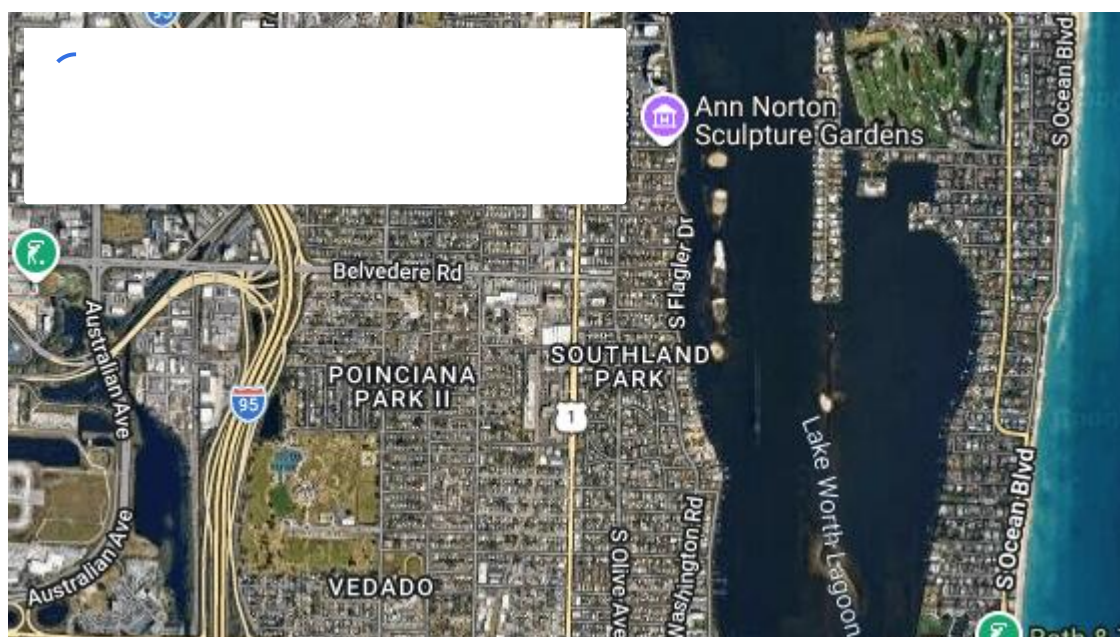 95
Ann Norton
Sculpture Gardens
S Ocean Blvd
S Flagler Dr
Belvedere Rd
Australian Ave
SOUTHLAND
PARK
POINCIANA
PARK II
95
1
Lake Worth Lagoon
S Ocean Blvd
Washington Rd
S Olive Ave
Australian Ave
VEDADO